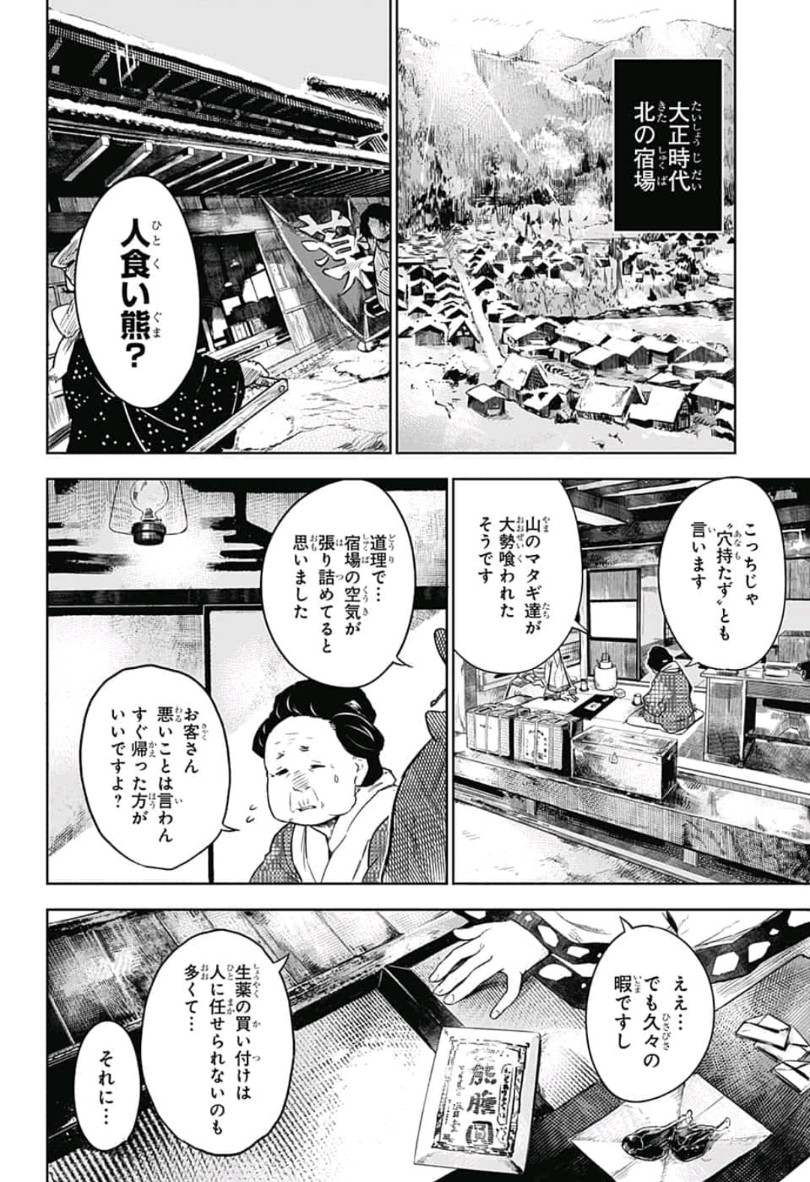 大正時代
北の宿場
薬
人食い熊?
こっちじゃ
“穴持たず”とも
言います
山のマタギ達が
大勢喰われた
そうです
道理で…
宿場の空気が
張り詰めてると
思いました
お客さん
悪いことは言わん
すぐ帰った方が
いいですよ?
ええ…
でも久々の
暇ですし
熊膽圓
生薬の買い付けは
人に任せられないのも
多くて…
それに…